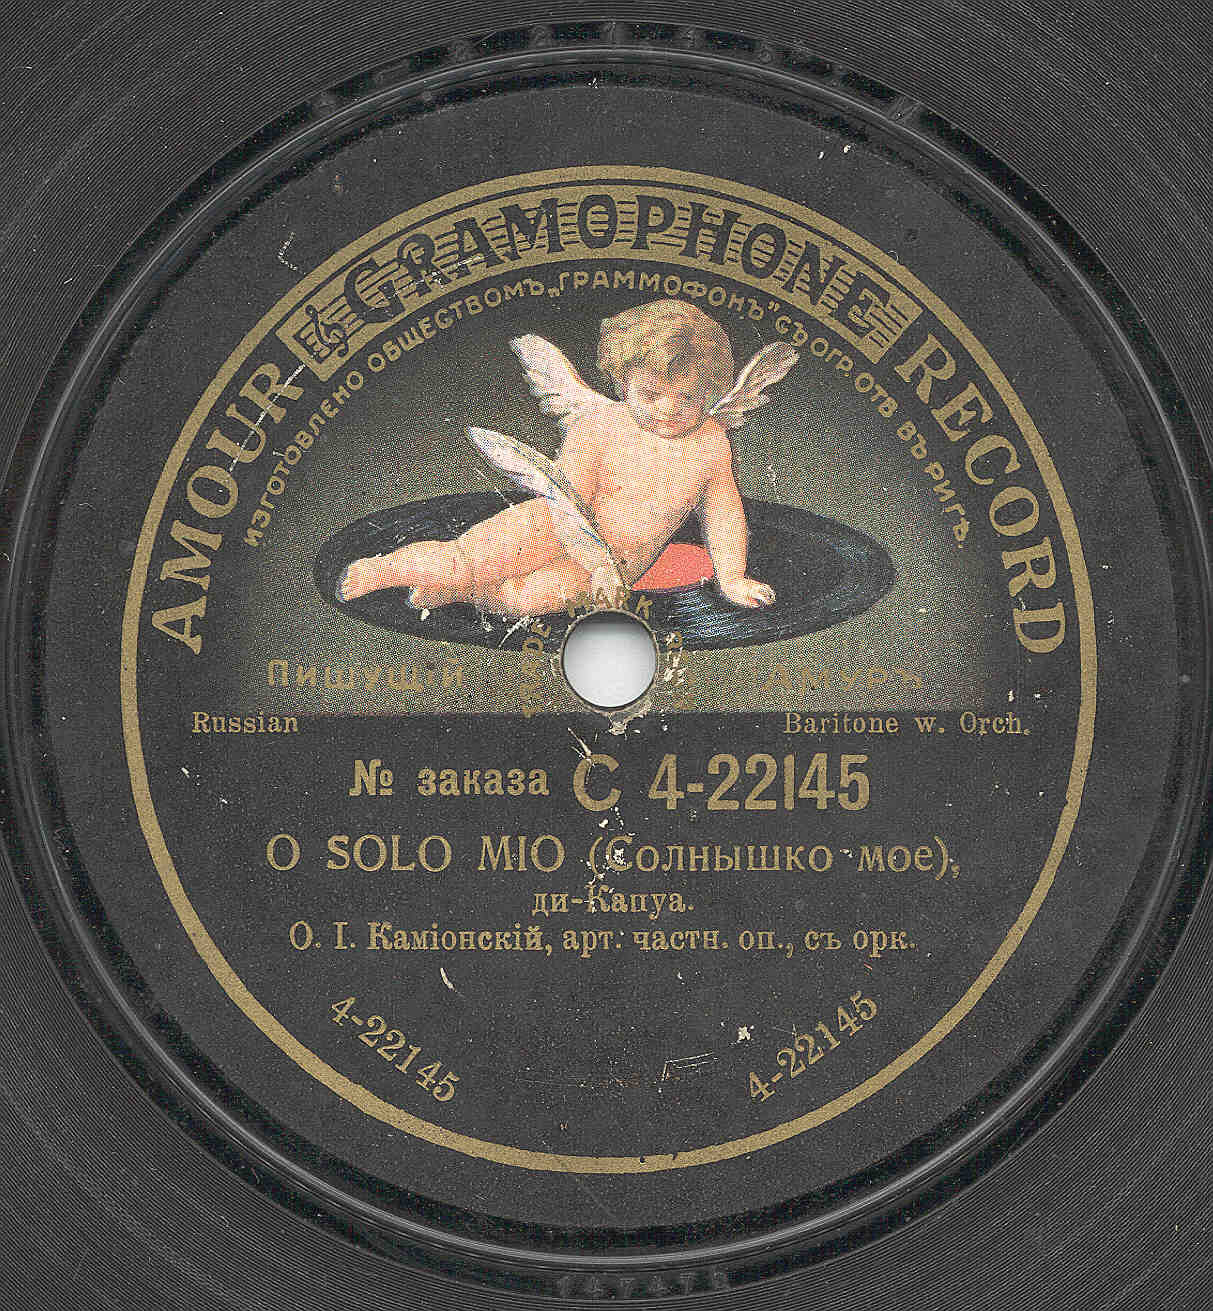 AMOUR GRAMOPHONE RECORD
ИЗГОТОВЛЕНО ОБЩЕСТВОМЪ „ГРАММОФОНЪ" СЪ ОГР. ОТВ. ВЪ РИГѢ.
TRADE MARK
Пишущій Амуръ
Russian Baritone w. Orch.
№ заказа С 4-22145
O SOLO MIO (Солнышко мое),
ди-Капуа.
О. І. Каміонскій, арт. частн. оп., съ орк.
4-22145 4-22145